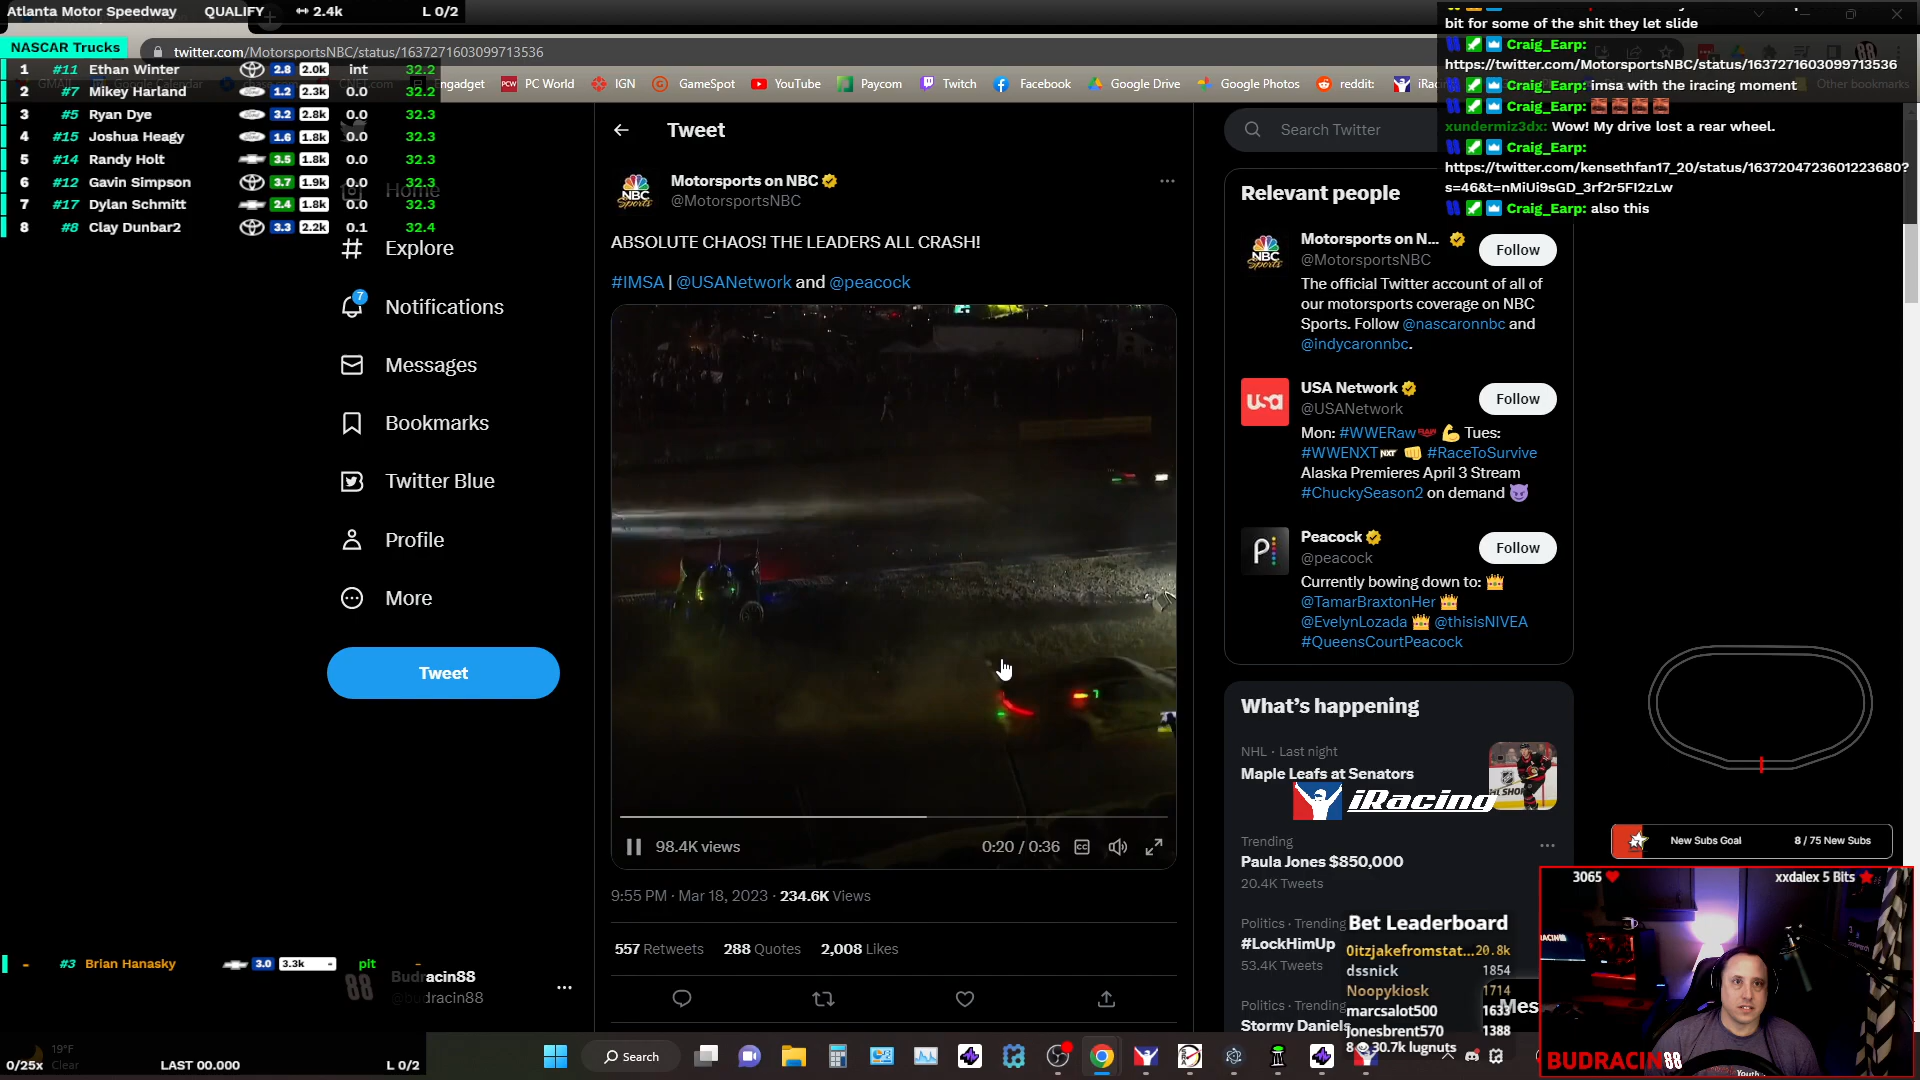 Atlanta Motor Speedway QUALIFY 2.4k L 0/2
NASCAR Trucks
twitter.com/MotorsportsNBC/status/1637271603099713536
1 #11 Ethan Winter 2.8 2.0k int 32.2
2 #7 Mikey Harland 1.2 2.3k 0.0 32.2
3 #5 Ryan Dye 3.2 2.8k 0.0 32.3
4 #15 Joshua Heagy 1.6 1.8k 0.0 32.3
5 #14 Randy Holt 3.5 1.8k 0.0 32.3
6 #12 Gavin Simpson 3.7 1.9k 0.0 32.3
7 #17 Dylan Schmitt 2.4 1.8k 0.0 32.3
8 #8 Clay Dunbar2 3.3 2.2k 0.1 32.4
ngadget PC World IGN GameSpot YouTube Paycom Twitch Facebook Google Drive Google Photos reddit: Other bookmarks
bit for some of the shit they let slide
Craig_Earp:
https://twitter.com/MotorsportsNBC/status/1637271603099713536
Craig_Earp: imsa with the iracing moment
Craig_Earp:
xundermiz3dx: Wow! My drive lost a rear wheel.
Craig_Earp:
https://twitter.com/kensethfan17_20/status/1637204723601223680?
s=46&t=nMiUi9sGD_3rf2r5FI2zLw
Craig_Earp: also this
Home
Explore
7
Notifications
Messages
Bookmarks
Twitter Blue
Profile
More
Tweet
Tweet
Motorsports on NBC
@MotorsportsNBC
ABSOLUTE CHAOS! THE LEADERS ALL CRASH!
#IMSA | @USANetwork and @peacock
98.4K views 0:20 / 0:36
9:55 PM · Mar 18, 2023 · 234.6K Views
557 Retweets 288 Quotes 2,008 Likes
Search Twitter
Relevant people
Motorsports on N...
@MotorsportsNBC
Follow
The official Twitter account of all of
our motorsports coverage on NBC
Sports. Follow @nascaronnbc and
@indycaronnbc.
USA Network
@USANetwork
Follow
Mon: #WWERaw Tues:
#WWENXT #RaceToSurvive
Alaska Premieres April 3 Stream
#ChuckySeason2 on demand
Peacock
@peacock
Follow
Currently bowing down to:
@TamarBraxtonHer
@EvelynLozada @thisisNIVEA
#QueensCourtPeacock
What's happening
NHL · Last night
Maple Leafs at Senators
iRacing
Trending
Paula Jones $850,000
20.4K Tweets
Politics · Trending
#LockHimUp
53.4K Tweets
Politics · Trending
Stormy Daniels
Bet Leaderboard
0itzjakefromstat...20.8k
dssnick 1854
Noopykiosk 1714
marcsalot500 1633
jonesbrent570 1388
8 30.7k lugnuts
Mes
New Subs Goal 8 / 75 New Subs
3065 xxdalex 5 Bits
BUDRACIN88
- #3 Brian Hanasky 3.0 3.3k - pit -
Budracin88
@budracin88
19°F
Clear
0/25x LAST 00.000 L 0/2
Search